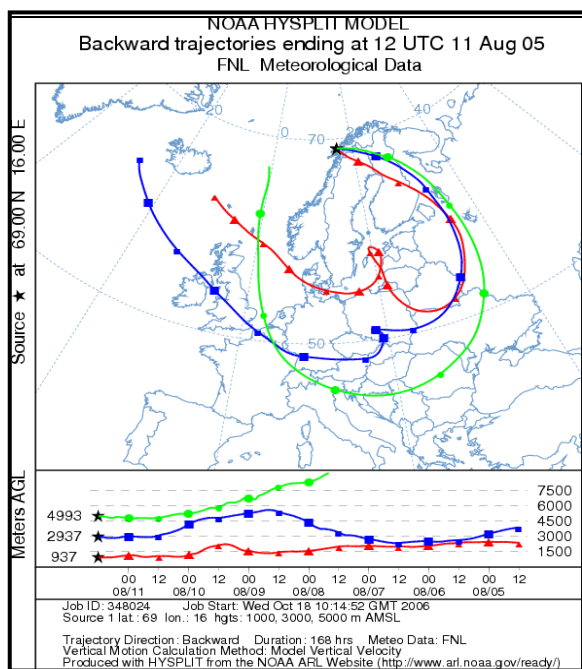 NOAA HYSPLIT MODEL
Backward trajectories ending at 12 UTC 11 Aug 05
FNL Meteorological Data
20
0
70
40
50
Source ★ at 69.00 N 16.00 E
Meters AGL
4993
2937
937
7500
6000
4500
3000
1500
00 12 00 12 00 12 00 12 00 12 00 12 00 12
08/11 08/10 08/09 08/08 08/07 08/06 08/05
Job ID: 348024 Job Start: Wed Oct 18 10:14:52 GMT 2006
Source 1 lat.: 69 lon.: 16 hgts: 1000, 3000, 5000 m AMSL
Trajectory Direction: Backward Duration: 168 hrs Meteo Data: FNL
Vertical Motion Calculation Method: Model Vertical Velocity
Produced with HYSPLIT from the NOAA ARL Website (http://www.arl.noaa.gov/ready/)